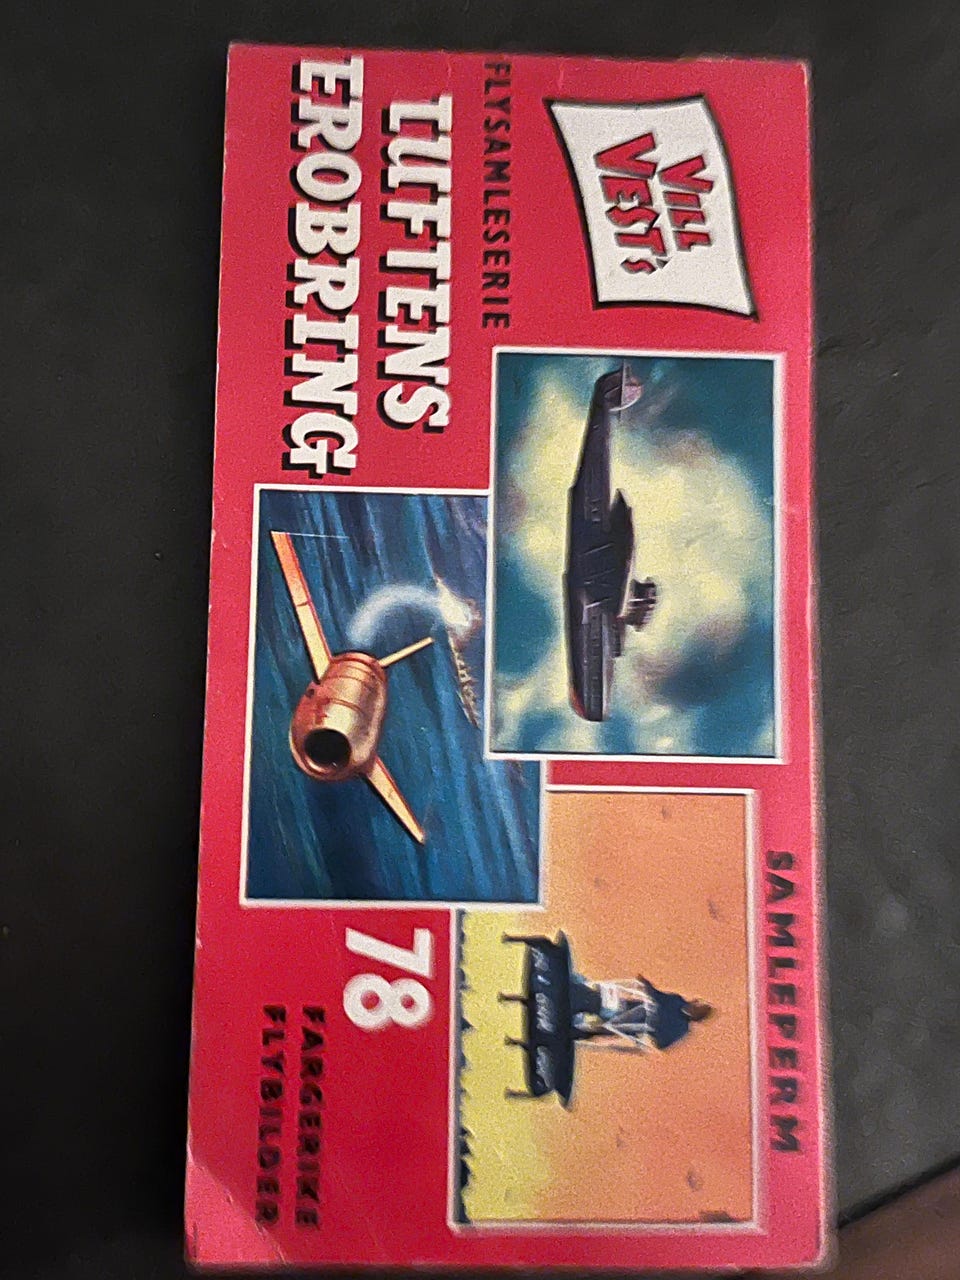 VILL
VEST's
SAMLEPERM
FLYSAMLESERIE
LUFTENS
EROBRING
78
FARGERIKE
FLYBILDER